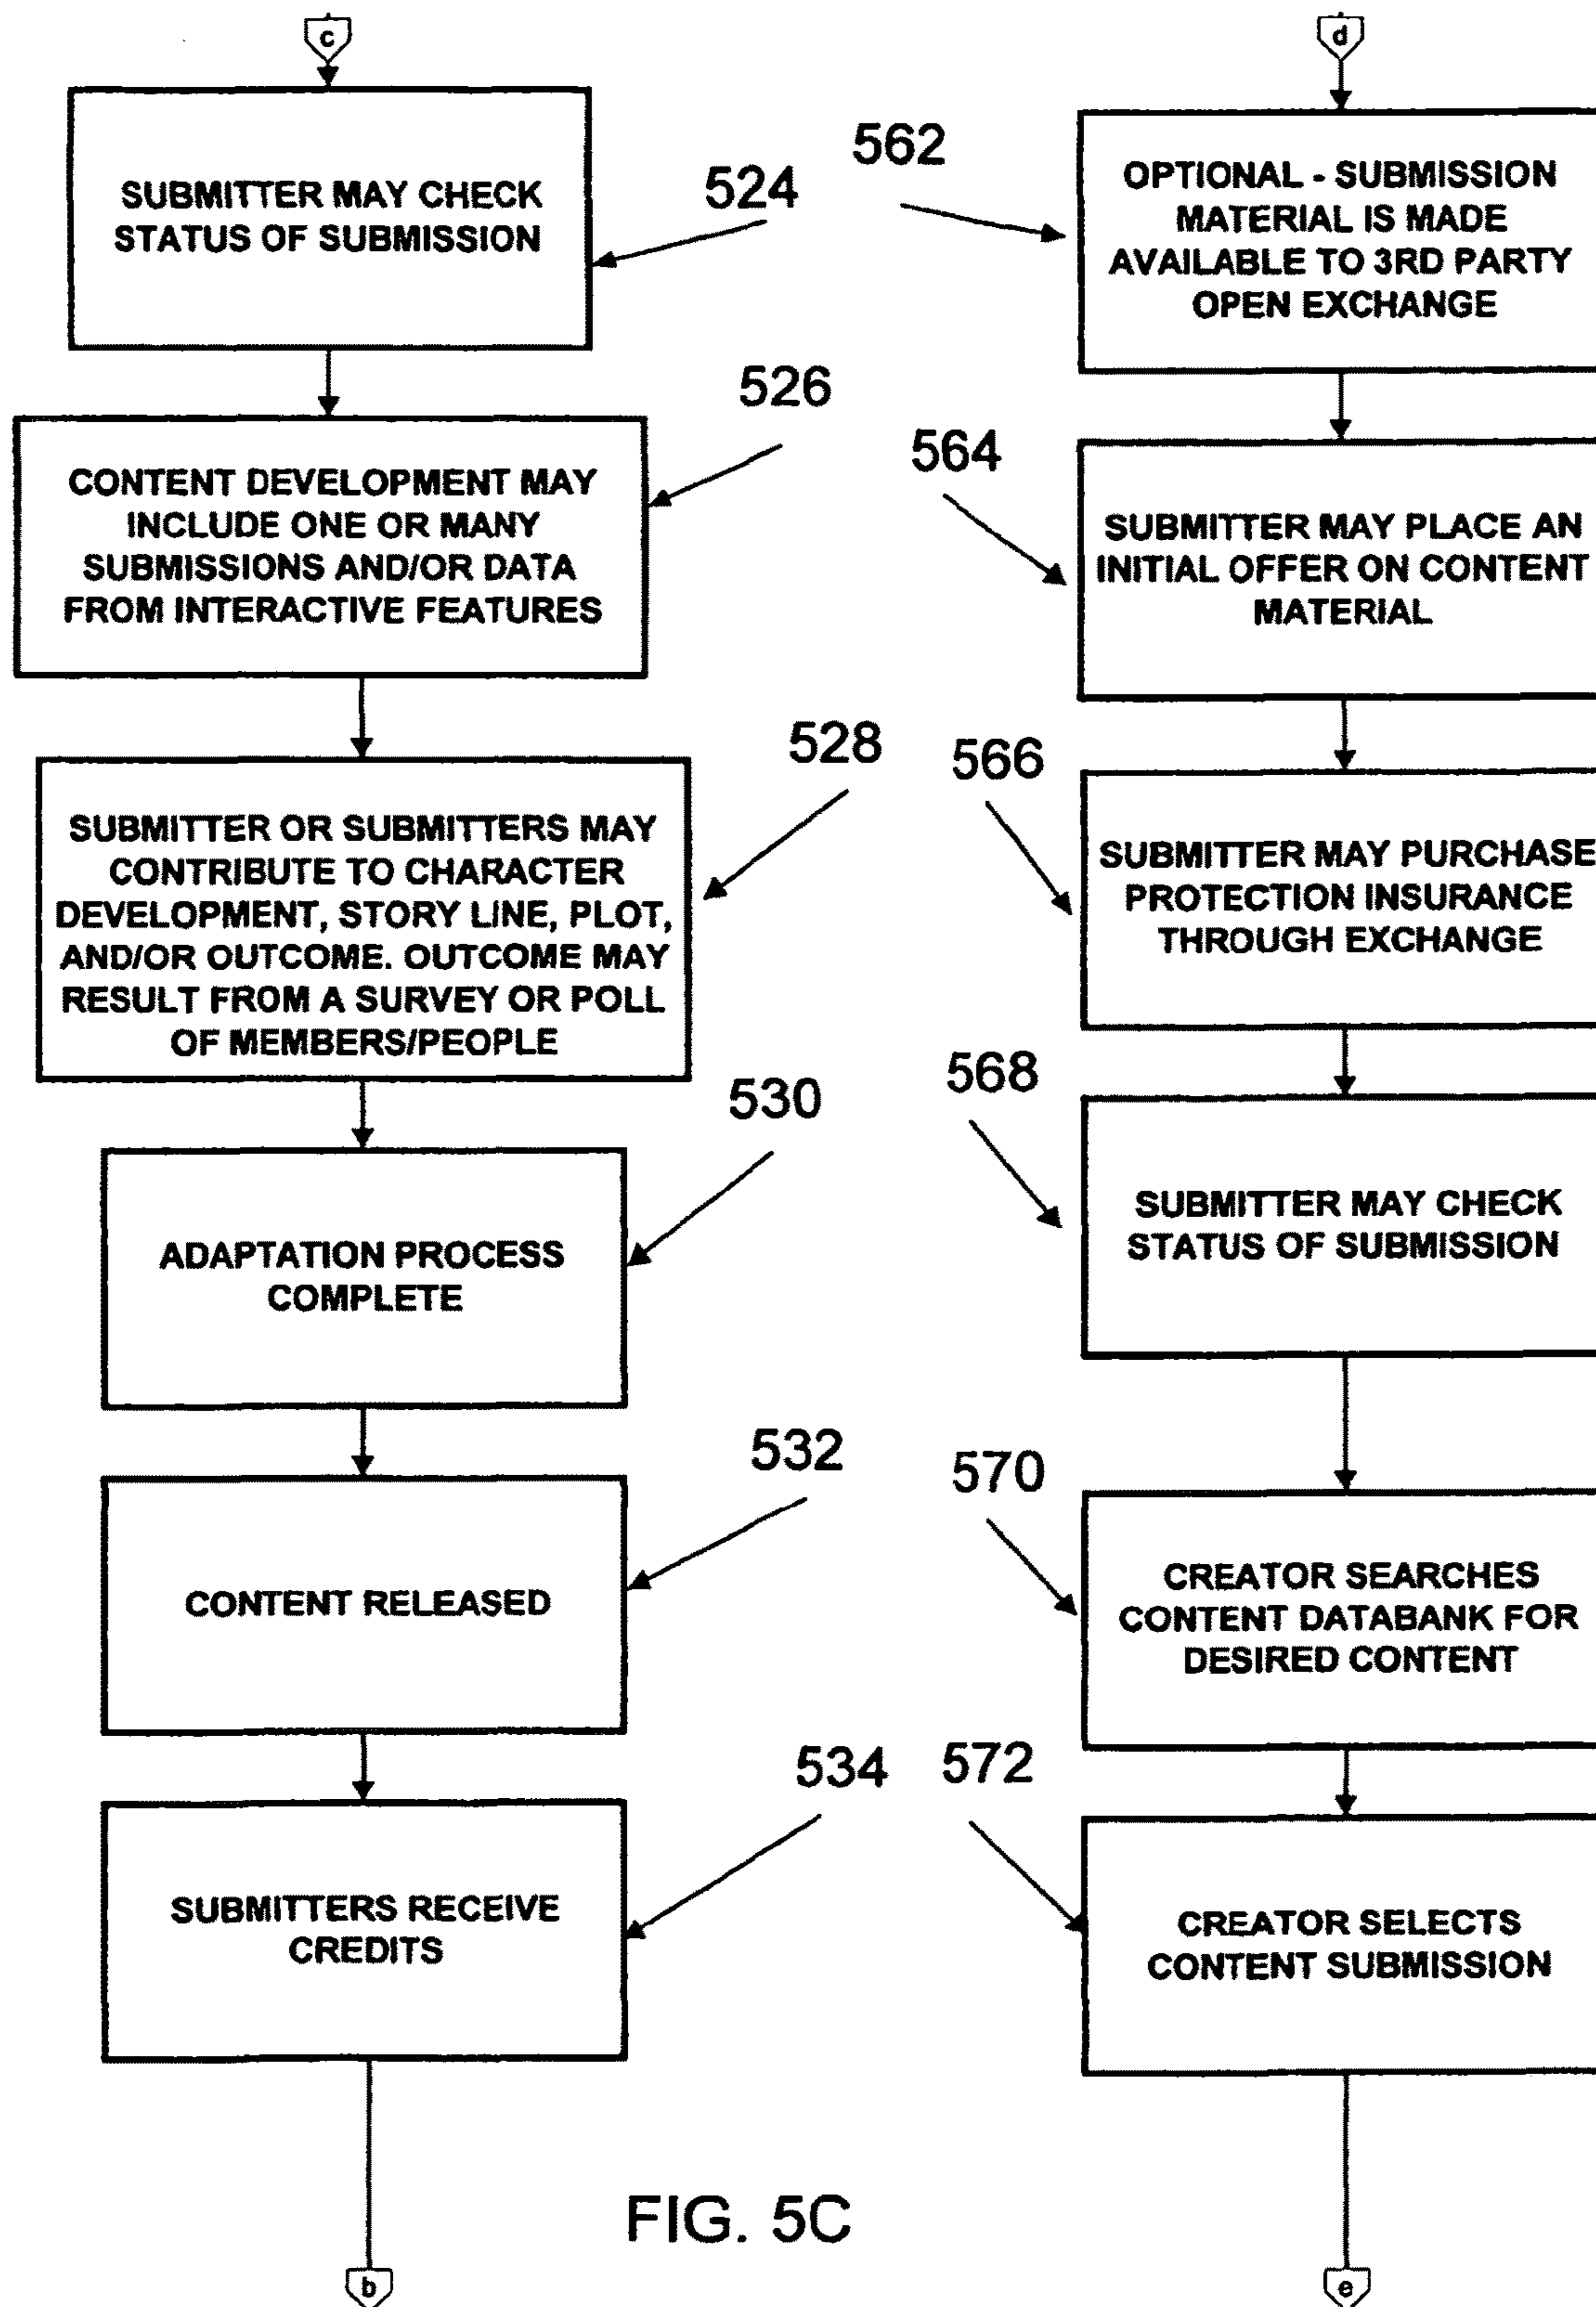 c
SUBMITTER MAY CHECK
STATUS OF SUBMISSION
524
CONTENT DEVELOPMENT MAY
INCLUDE ONE OR MANY
SUBMISSIONS AND/OR DATA
FROM INTERACTIVE FEATURES
526
SUBMITTER OR SUBMITTERS MAY
CONTRIBUTE TO CHARACTER
DEVELOPMENT, STORY LINE, PLOT,
AND/OR OUTCOME. OUTCOME MAY
RESULT FROM A SURVEY OR POLL
OF MEMBERS/PEOPLE
528
ADAPTATION PROCESS
COMPLETE
530
CONTENT RELEASED
532
SUBMITTERS RECEIVE
CREDITS
534
b
d
562
OPTIONAL - SUBMISSION
MATERIAL IS MADE
AVAILABLE TO 3RD PARTY
OPEN EXCHANGE
564
SUBMITTER MAY PLACE AN
INITIAL OFFER ON CONTENT
MATERIAL
566
SUBMITTER MAY PURCHASE
PROTECTION INSURANCE
THROUGH EXCHANGE
568
SUBMITTER MAY CHECK
STATUS OF SUBMISSION
570
CREATOR SEARCHES
CONTENT DATABANK FOR
DESIRED CONTENT
572
CREATOR SELECTS
CONTENT SUBMISSION
e
FIG. 5C